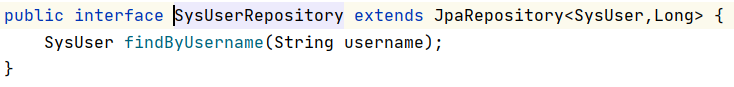 public interface SysUserRepository extends JpaRepository<SysUser,Long> {
    SysUser findByUsername(String username);
}